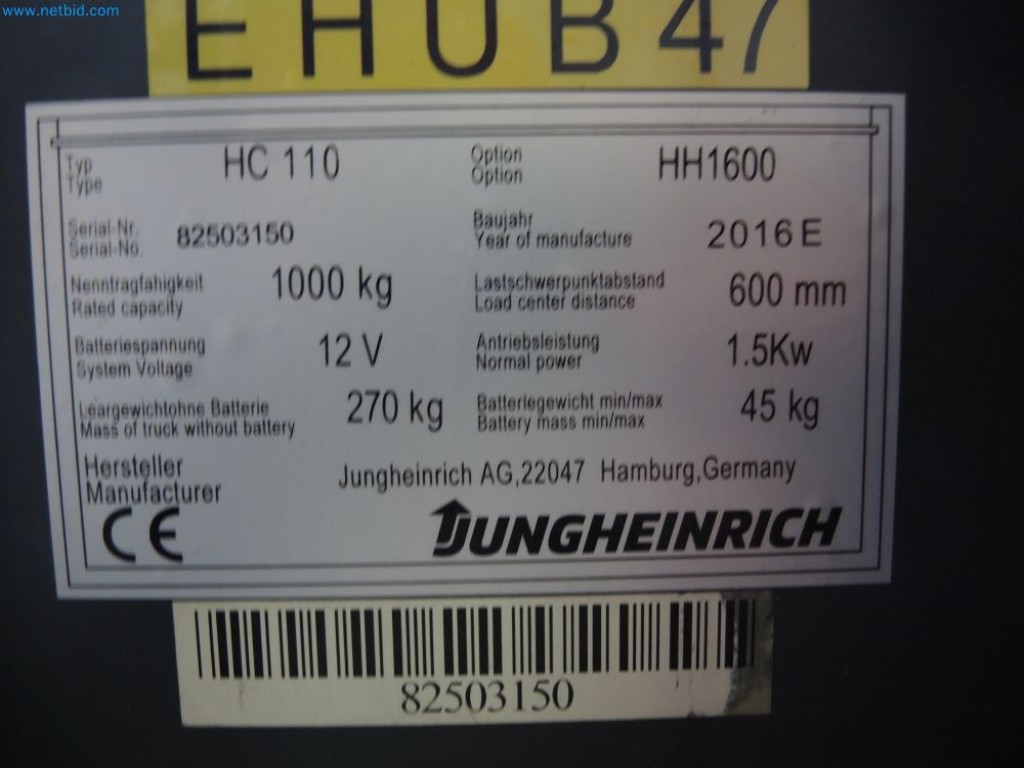 www.netbid.com
EHUB47
Typ HC 110 Option HH1600
Type Option
Serial-Nr. 82503150 Baujahr 2016 E
Serial-No. Year of manufacture
Nenntragfahigkeit 1000 kg Lastschwerpunktabstand 600 mm
Rated capacity Load center distance
Batteriespannung 12 V Antriebsleistung 1.5Kw
System Voltage Normal power
Leargewichtohne Batterie 270 kg Batteriegewicht min/max 45 kg
Mass of truck without battery Battery mass min/max
Hersteller Jungheinrich AG,22047 Hamburg,Germany
Manufacturer
CE JUNGHEINRICH
82503150